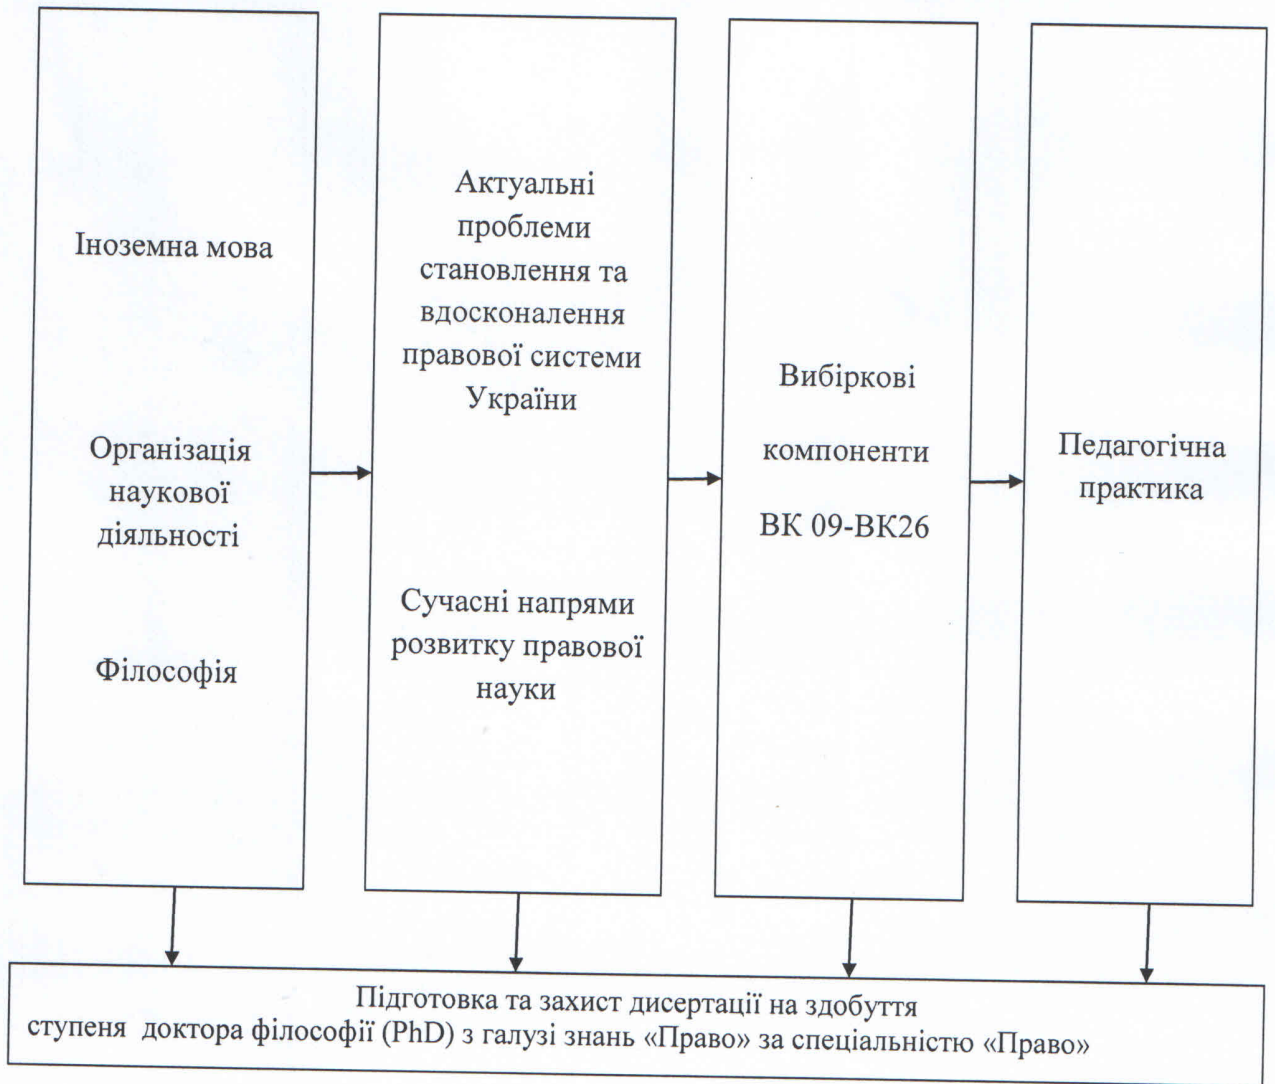 Іноземна мова
Організація
наукової
діяльності
Філософія
Актуальні
проблеми
становлення та
вдосконалення
правової системи
України
Сучасні напрями
розвитку правової
науки
Вибіркові
компоненти
ВК 09-ВК26
Педагогічна
практика
Підготовка та захист дисертації на здобуття
ступеня доктора філософії (PhD) з галузі знань «Право» за спеціальністю «Право»